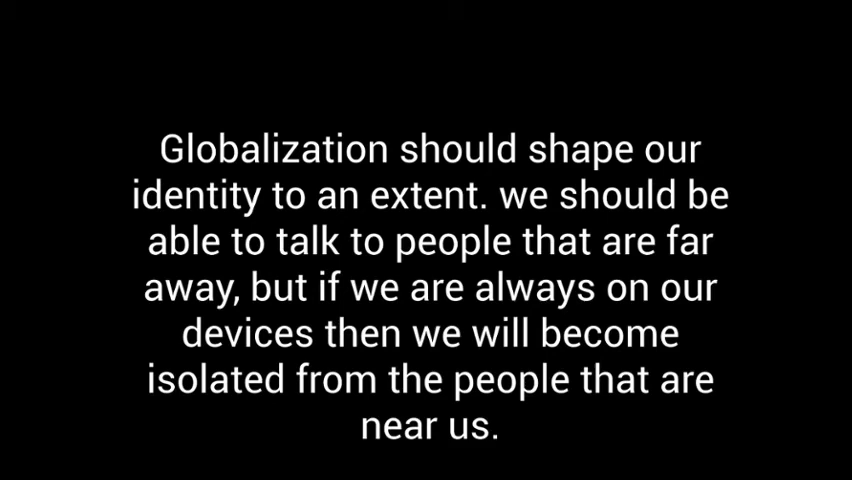 Globalization should shape our
identity to an extent. we should be
able to talk to people that are far
away, but if we are always on our
devices then we will become
isolated from the people that are
near us.